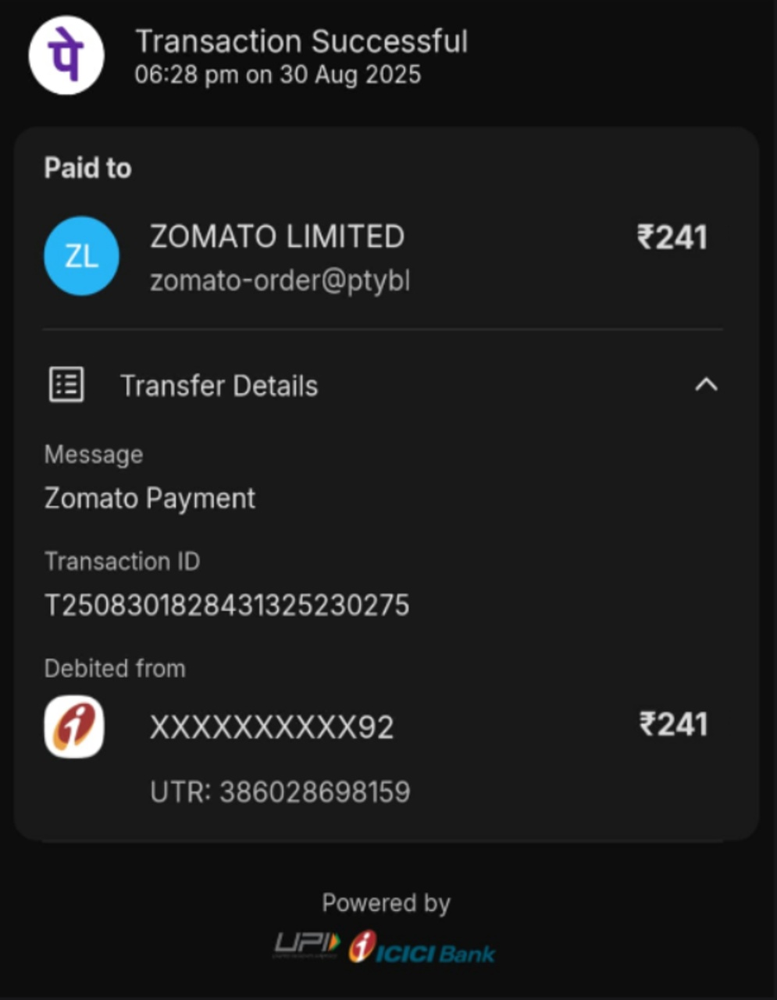 पे
Transaction Successful
06:28 pm on 30 Aug 2025
Paid to
ZL
ZOMATO LIMITED
₹241
zomato-order@ptybl
Transfer Details
Message
Zomato Payment
Transaction ID
T2508301828431325230275
Debited from
XXXXXXXXXX92
₹241
UTR: 386028698159
Powered by
UPI
ICICI Bank